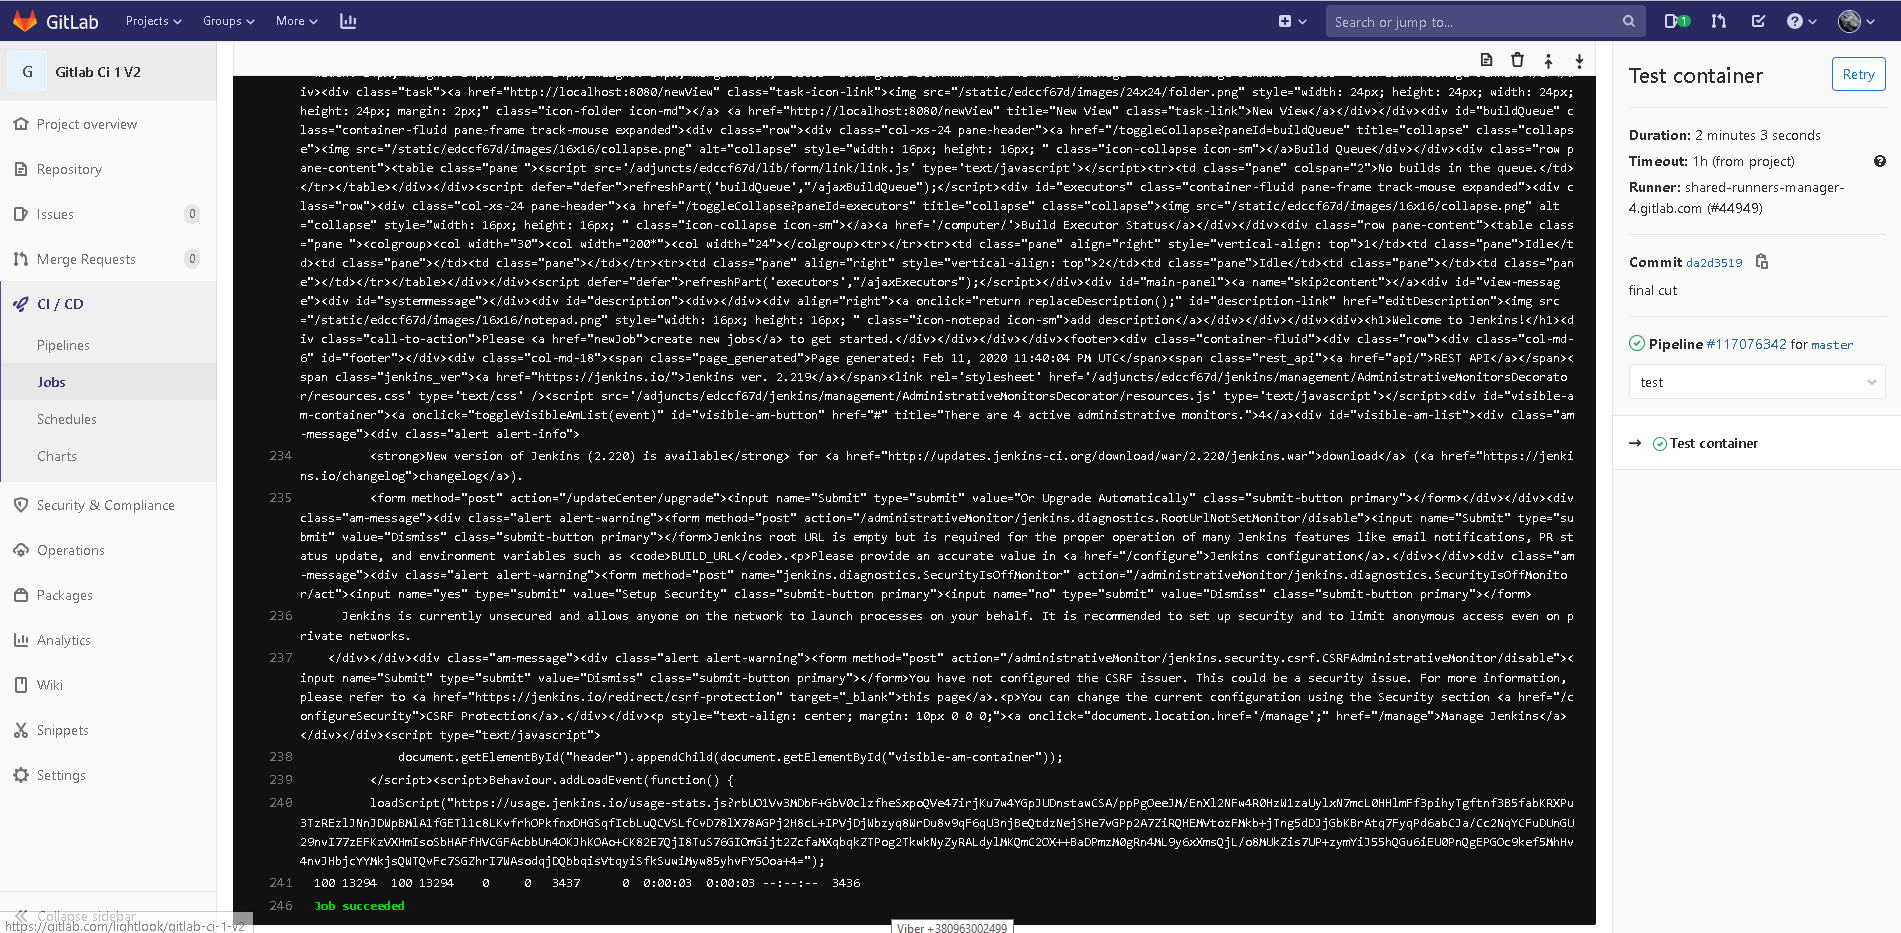 GitLab
Projects
Groups
More
Search or jump to...
1
G
Gitlab Ci 1 V2
Project overview
Repository
Issues
0
Merge Requests
0
CI / CD
Pipelines
Jobs
Schedules
Charts
Security & Compliance
Operations
Packages
Analytics
Wiki
Snippets
Settings
Collapse sidebar
https://gitlab.com/lightlook/gitlab-ci-1-v2
iv><div class="task"><a href="http://localhost:8080/newView" class="task-icon-link"><img src="/static/edccf67d/images/24x24/folder.png" style="width: 24px; height: 24px; width: 24px;
height: 24px; margin: 2px;" class="icon-folder icon-md"></a> <a href="http://localhost:8080/newView" title="New View" class="task-link">New View</a></div></div><div id="buildQueue" c
lass="container-fluid pane-frame track-mouse expanded"><div class="row"><div class="col-xs-24 pane-header"><a href="/toggleCollapse?paneId=buildQueue" title="collapse" class="collaps
e"><img src="/static/edccf67d/images/16x16/collapse.png" alt="collapse" style="width: 16px; height: 16px; " class="icon-collapse icon-sm"></a>Build Queue</div></div><div class="row p
ane-content"><table class="pane "><script src='/adjuncts/edccf67d/lib/form/link/link.js' type='text/javascript'></script><tr><td class="pane" colspan="2">No builds in the queue.</td>
</tr></table></div></div><script defer="defer">refreshPart('buildQueue',"/ajaxBuildQueue");</script><div id="executors" class="container-fluid pane-frame track-mouse expanded"><div c
lass="row"><div class="col-xs-24 pane-header"><a href="/toggleCollapse?paneId=executors" title="collapse" class="collapse"><img src="/static/edccf67d/images/16x16/collapse.png" alt
="collapse" style="width: 16px; height: 16px; " class="icon-collapse icon-sm"></a><a href='/computer/'>Build Executor Status</a></div></div><div class="row pane-content"><table class=
"pane "><colgroup><col width="30"><col width="200*"><col width="24"></colgroup><tr></tr><tr><td class="pane" align="right" style="vertical-align: top">1</td><td class="pane">Idle</t
d><td class="pane"></td><td class="pane"></td></tr><tr><td class="pane" align="right" style="vertical-align: top">2</td><td class="pane">Idle</td><td class="pane"></td><td class="pan
e"></td></tr></table></div></div><script defer="defer">refreshPart('executors',"/ajaxExecutors");</script></div><div id="main-panel"><a name="skip2content"></a><div id="view-messag
e"><div id="systemmessage"></div><div id="description"><div></div><div align="right"><a onclick="return replaceDescription();" id="description-link" href="editDescription"><img src
="/static/edccf67d/images/16x16/notepad.png" style="width: 16px; height: 16px; " class="icon-notepad icon-sm">add description</a></div></div></div><div><h1>Welcome to Jenkins!</h1><d
iv class="call-to-action">Please <a href="newJob">create new jobs</a> to get started.</div></div></div></div><footer><div class="container-fluid"><div class="row"><div class="col-md-
6" id="footer"></div><div class="col-md-18"><span class="page_generated">Page generated: Feb 11, 2020 11:40:04 PM UTC</span><span class="rest_api"><a href="api/">REST API</a></span><
span class="jenkins_ver"><a href="https://jenkins.io/">Jenkins ver. 2.219</a></span><link rel='stylesheet' href='/adjuncts/edccf67d/jenkins/management/AdministrativeMonitorsDecorato
r/resources.css' type='text/css' /><script src='/adjuncts/edccf67d/jenkins/management/AdministrativeMonitorsDecorator/resources.js' type='text/javascript'></script><div id="visible-a
m-container"><a onclick="toggleVisibleAmList(event)" id="visible-am-button" href="#" title="There are 4 active administrative monitors.">4</a><div id="visible-am-list"><div class="am
-message"><div class="alert alert-info">
234 <strong>New version of Jenkins (2.220) is available</strong> for <a href="http://updates.jenkins-ci.org/download/war/2.220/jenkins.war">download</a> (<a href="https://jenki
ns.io/changelog">changelog</a>).
235 <form method="post" action="/updateCenter/upgrade"><input name="Submit" type="submit" value="Or Upgrade Automatically" class="submit-button primary"></form></div></div><div
class="am-message"><div class="alert alert-warning"><form method="post" action="/administrativeMonitor/jenkins.diagnostics.RootUrlNotSetMonitor/disable"><input name="Submit" type="su
bmit" value="Dismiss" class="submit-button primary"></form>Jenkins root URL is empty but is required for the proper operation of many Jenkins features like email notifications, PR st
atus update, and environment variables such as <code>BUILD_URL</code>.<p>Please provide an accurate value in <a href="/configure">Jenkins configuration</a>.</div></div><div class="am
-message"><div class="alert alert-warning"><form method="post" name="jenkins.diagnostics.SecurityIsOffMonitor" action="/administrativeMonitor/jenkins.diagnostics.SecurityIsOffMonito
r/act"><input name="yes" type="submit" value="Setup Security" class="submit-button primary"><input name="no" type="submit" value="Dismiss" class="submit-button primary"></form>
236 Jenkins is currently unsecured and allows anyone on the network to launch processes on your behalf. It is recommended to set up security and to limit anonymous access even on p
rivate networks.
237 </div></div><div class="am-message"><div class="alert alert-warning"><form method="post" action="/administrativeMonitor/jenkins.security.csrf.CSRFAdministrativeMonitor/disable"><
input name="Submit" type="submit" value="Dismiss" class="submit-button primary"></form>You have not configured the CSRF issuer. This could be a security issue. For more information,
please refer to <a href="https://jenkins.io/redirect/csrf-protection" target="_blank">this page</a>.<p>You can change the current configuration using the Security section <a href="/c
onfigureSecurity">CSRF Protection</a>.</div></div><p style="text-align: center; margin: 10px 0 0 0;"><a onclick="document.location.href='/manage';" href="/manage">Manage Jenkins</a>
</div></div><script type="text/javascript">
238 document.getElementById("header").appendChild(document.getElementById("visible-am-container"));
239 </script><script>Behaviour.addLoadEvent(function() {
240 loadScript("https://usage.jenkins.io/usage-stats.js?
241 100 13294 100 13294 0 0 3437 0 0:00:03 0:00:03 --:--:-- 3436
246 Job succeeded
Viber +380963002499
Test container
Retry
Duration: 2 minutes 3 seconds
Timeout: 1h (from project)
Runner: shared-runners-manager-
4.gitlab.com (#44949)
Commit da2d3519
final cut
Pipeline #117076342 for master
test
Test container